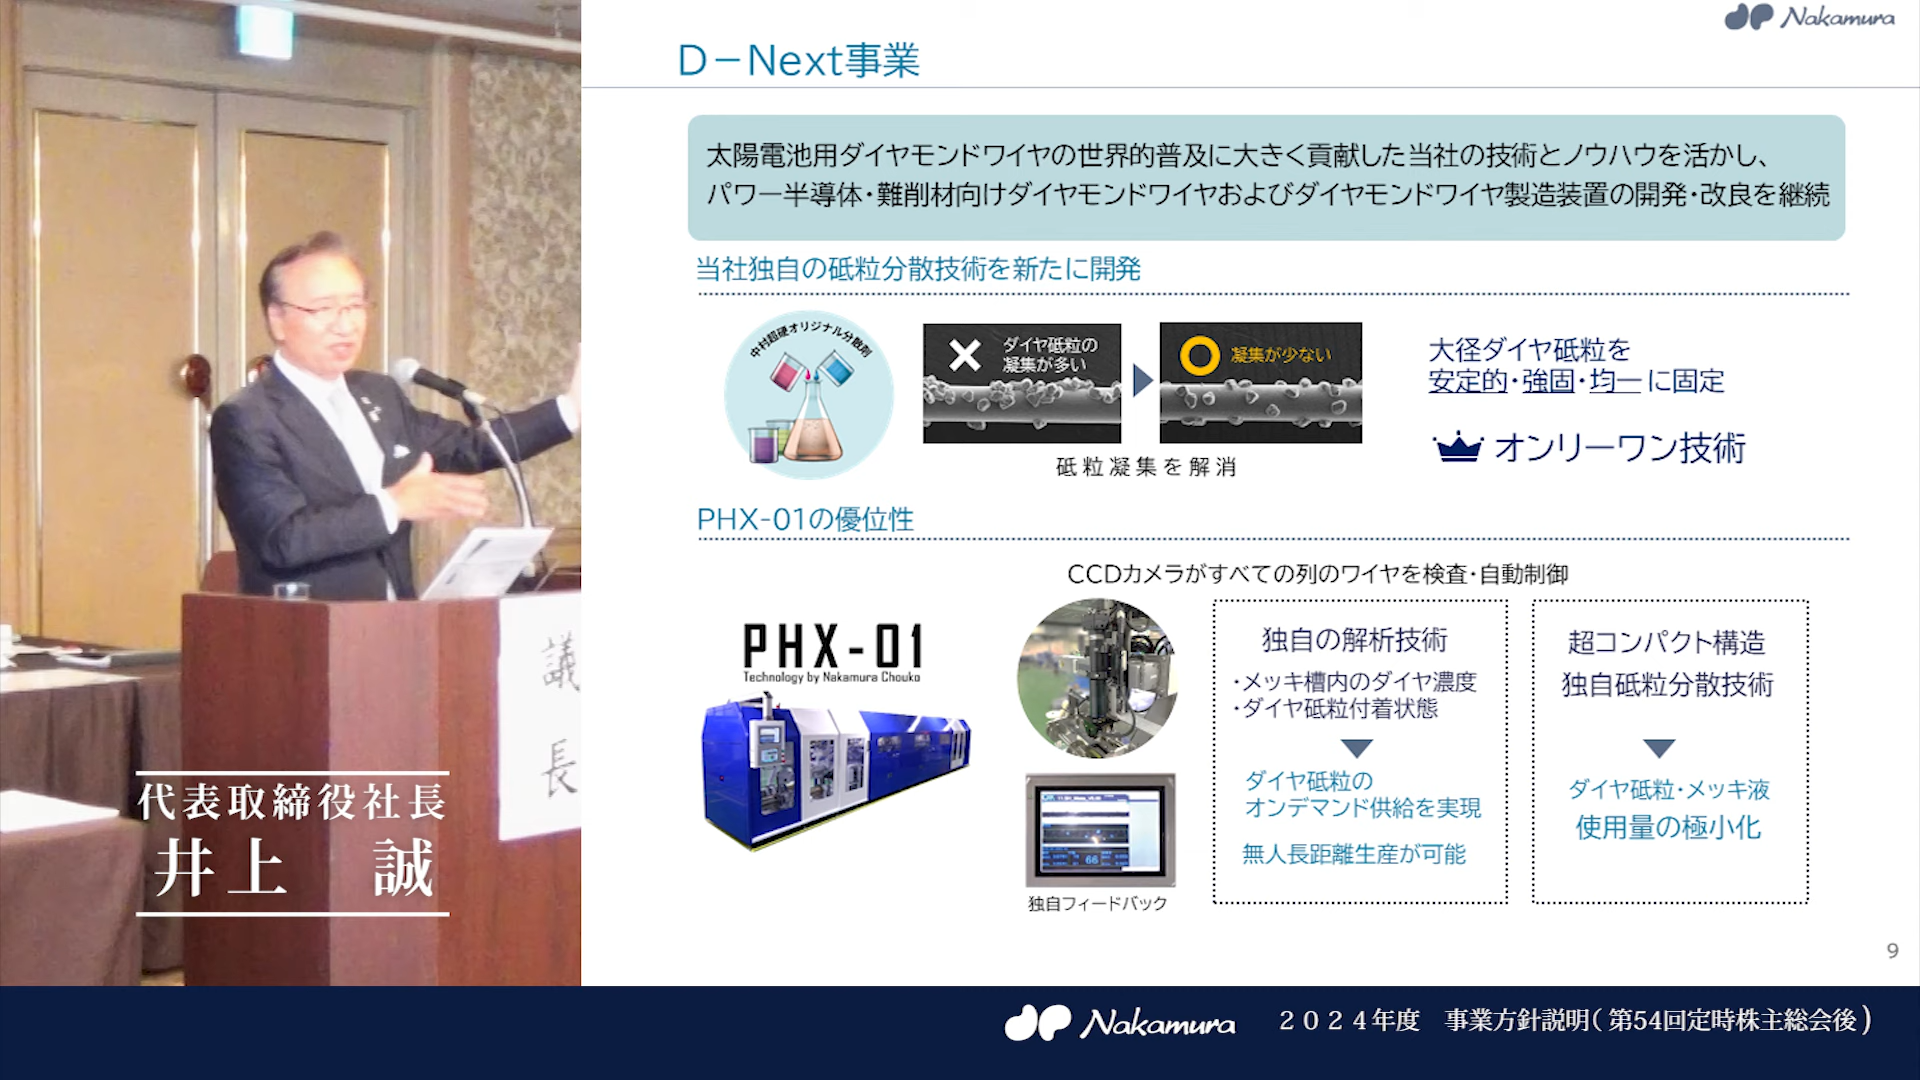 Nakamura
D－Next事業
太陽電池用ダイヤモンドワイヤの世界的普及に大きく貢献した当社の技術とノウハウを活かし、
パワー半導体・難削材向けダイヤモンドワイヤおよびダイヤモンドワイヤ製造装置の開発・改良を継続
当社独自の砥粒分散技術を新たに開発
中村超硬オリジナル分散剤
ダイヤ砥粒の
凝集が多い
凝集が少ない
砥粒凝集を解消
大径ダイヤ砥粒を
安定的・強固・均一に固定
オンリーワン技術
PHX-01の優位性
CCDカメラがすべての列のワイヤを検査・自動制御
PHX-01
Technology by Nakamura Chouko
独自フィードバック
独自の解析技術
・メッキ槽内のダイヤ濃度
・ダイヤ砥粒付着状態
ダイヤ砥粒の
オンデマンド供給を実現
無人長距離生産が可能
超コンパクト構造
独自砥粒分散技術
ダイヤ砥粒・メッキ液
使用量の極小化
9
議長
代表取締役社長
井上　誠
Nakamura
２０２４年度　事業方針説明（第54回定時株主総会後）